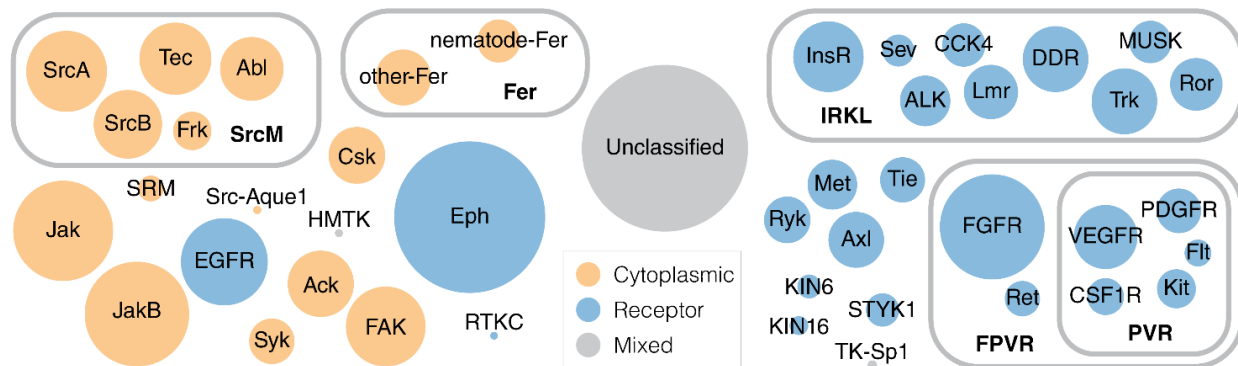 SrcA
Tec
Abl
SrcB
Frk
SrcM
nematode-Fer
other-Fer
Fer
Unclassified
InsR
Sev
CCK4
DDR
MUSK
ALK
Lmr
Trk
Ror
IRKL
SRM
Src-Aque1
Csk
HMTK
Jak
EGFR
Eph
JakB
Ack
Syk
FAK
RTKC
Cytoplasmic
Receptor
Mixed
Met
Tie
Ryk
Axl
KIN6
STYK1
KIN16
TK-Sp1
FGFR
Ret
FPVR
PDGFR
VEGFR
Flt
CSF1R
Kit
PVR